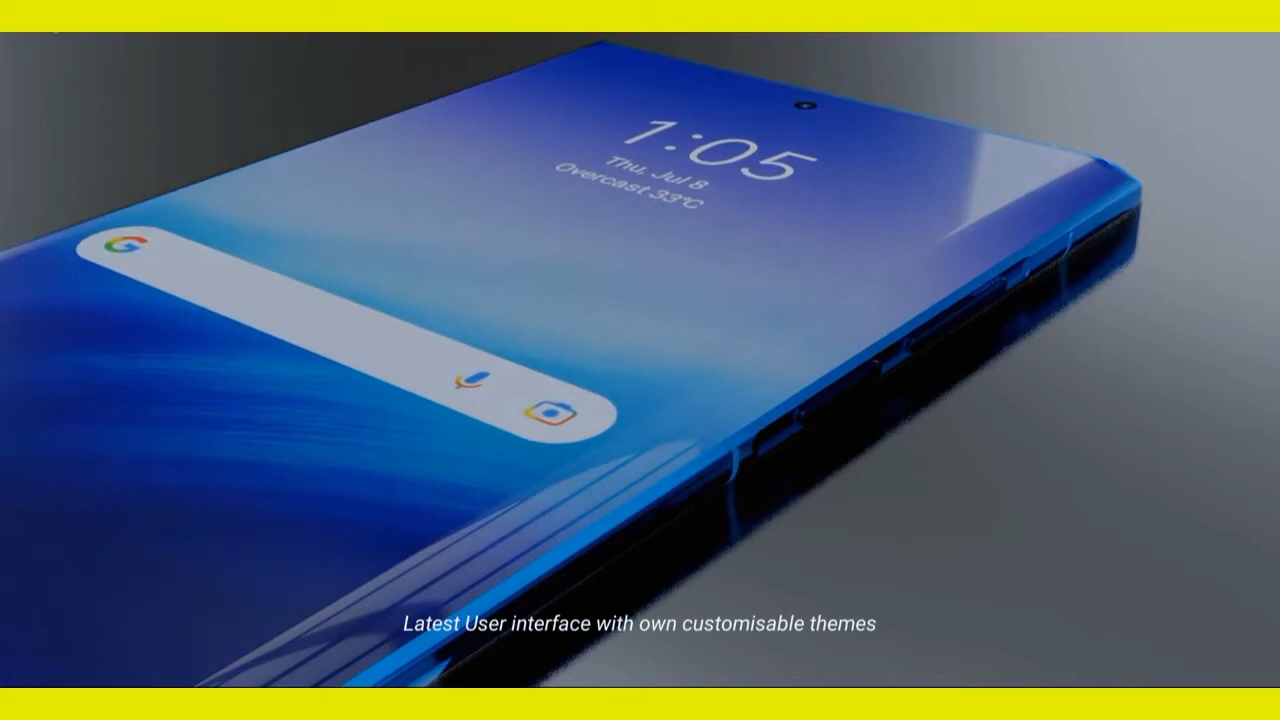 1:05
Thu, Jul 8
Overcast 33°C
G
Latest User interface with own customisable themes